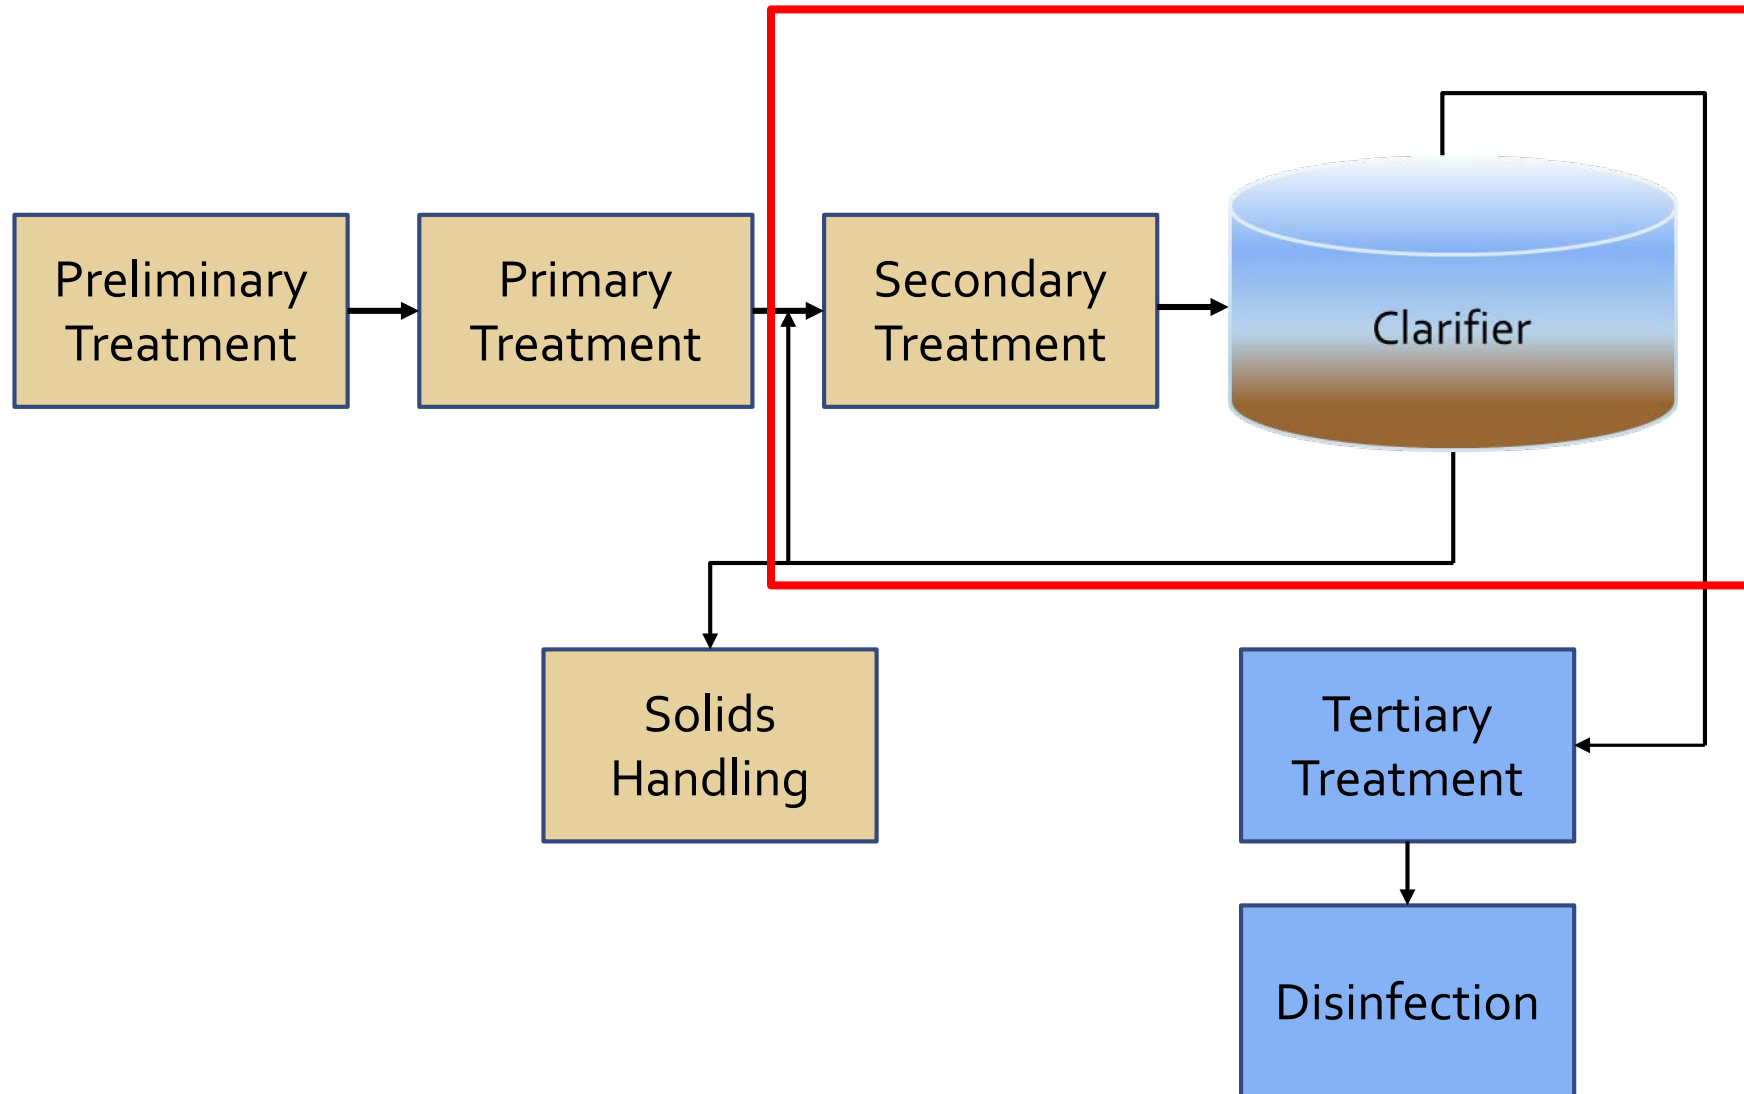 Preliminary
Treatment
Primary
Treatment
Secondary
Treatment
Clarifier
Solids
Handling
Tertiary
Treatment
Disinfection